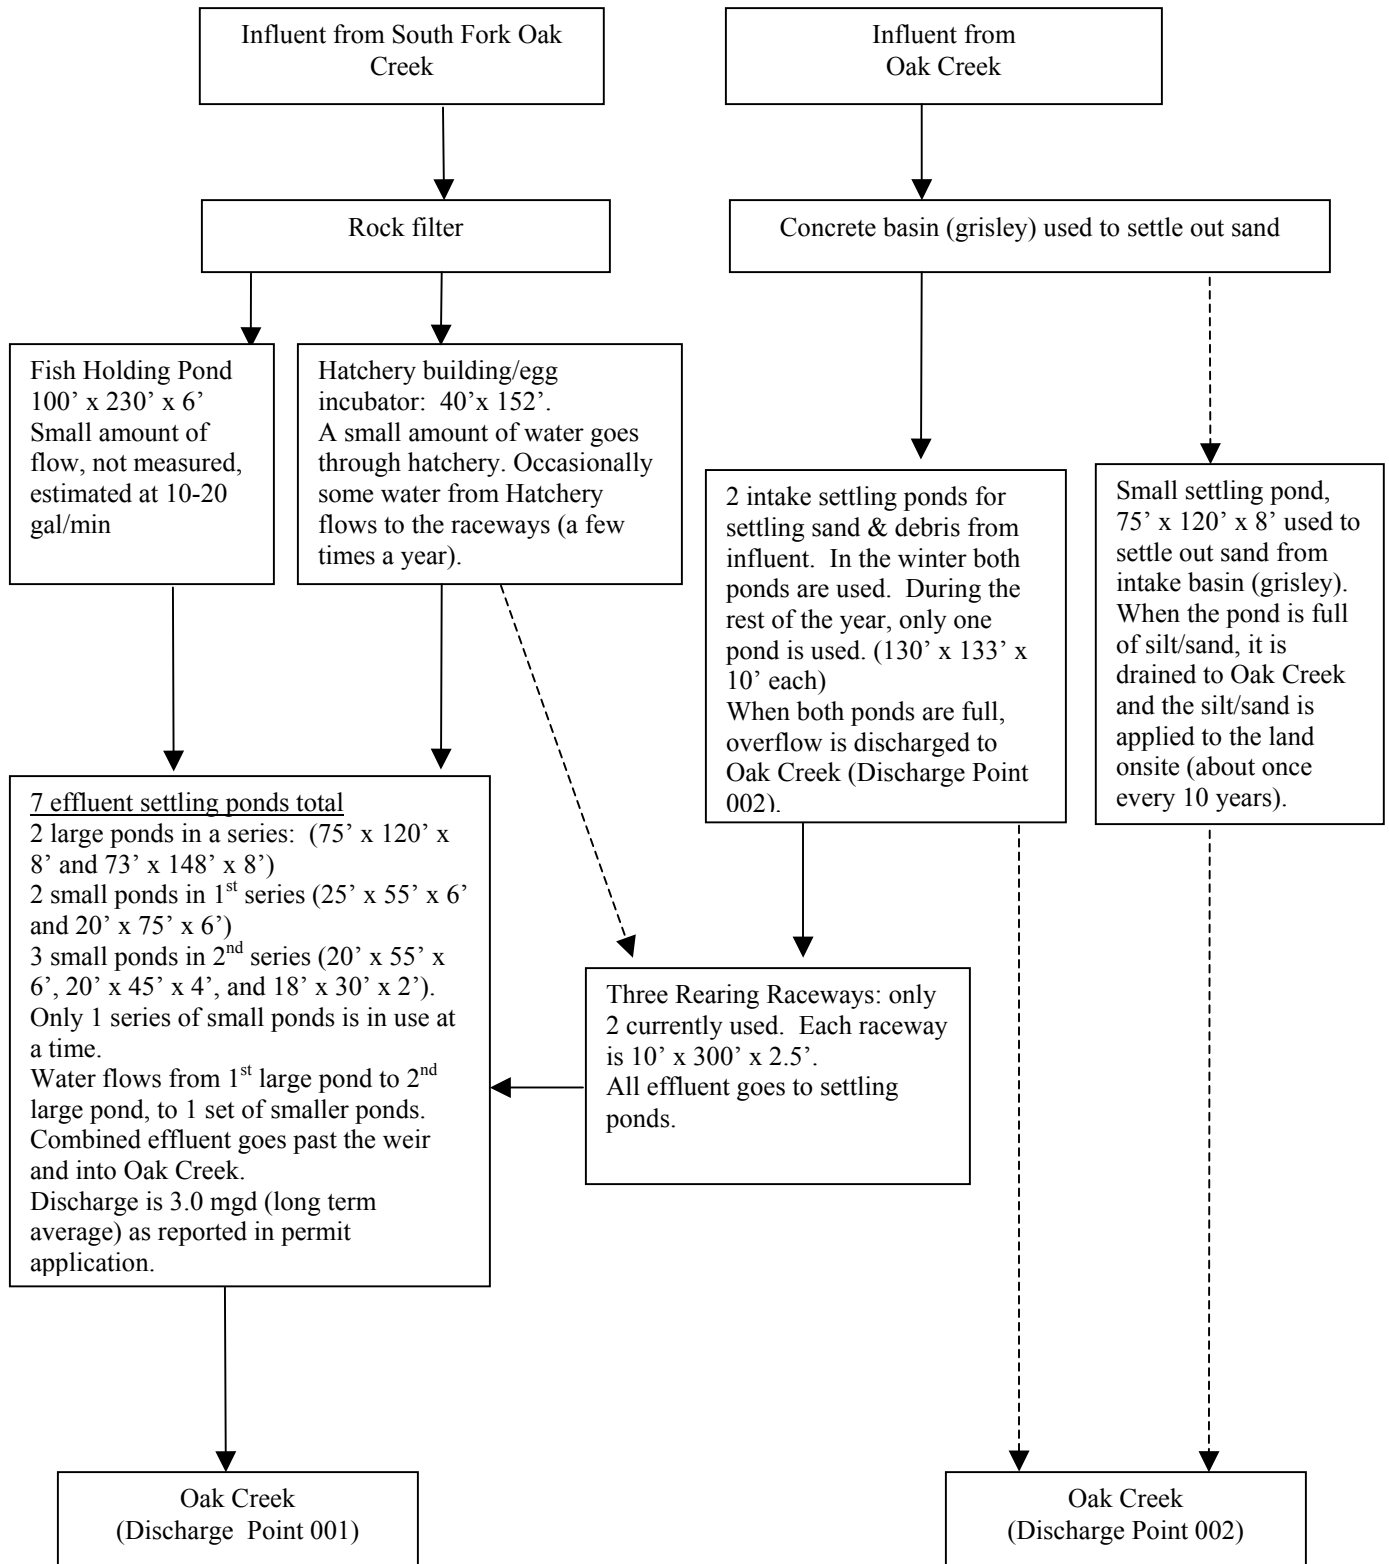 Influent from South Fork Oak
Creek
Influent from
Oak Creek
Rock filter
Concrete basin (grisley) used to settle out sand
Fish Holding Pond
100’ x 230’ x 6’
Small amount of
flow, not measured,
estimated at 10-20
gal/min
Hatchery building/egg
incubator:  40’x 152’.
A small amount of water goes
through hatchery. Occasionally
some water from Hatchery
flows to the raceways (a few
times a year).
2 intake settling ponds for
settling sand & debris from
influent.  In the winter both
ponds are used.  During the
rest of the year, only one
pond is used. (130’ x 133’ x
10’ each)
When both ponds are full,
overflow is discharged to
Oak Creek (Discharge Point
002).
Small settling pond,
75’ x 120’ x 8’ used to
settle out sand from
intake basin (grisley).
When the pond is full
of silt/sand, it is
drained to Oak Creek
and the silt/sand is
applied to the land
onsite (about once
every 10 years).
7 effluent settling ponds total
2 large ponds in a series:  (75’ x 120’ x
8’ and 73’ x 148’ x 8’)
2 small ponds in 1st series (25’ x 55’ x 6’
and 20’ x 75’ x 6’)
3 small ponds in 2nd series (20’ x 55’ x
6’, 20’ x 45’ x 4’, and 18’ x 30’ x 2’).
Only 1 series of small ponds is in use at
a time.
Water flows from 1st large pond to 2nd
large pond, to 1 set of smaller ponds.
Combined effluent goes past the weir
and into Oak Creek.
Discharge is 3.0 mgd (long term
average) as reported in permit
application.
Three Rearing Raceways: only
2 currently used.  Each raceway
is 10’ x 300’ x 2.5’.
All effluent goes to settling
ponds.
Oak Creek
(Discharge  Point 001)
Oak Creek
(Discharge Point 002)